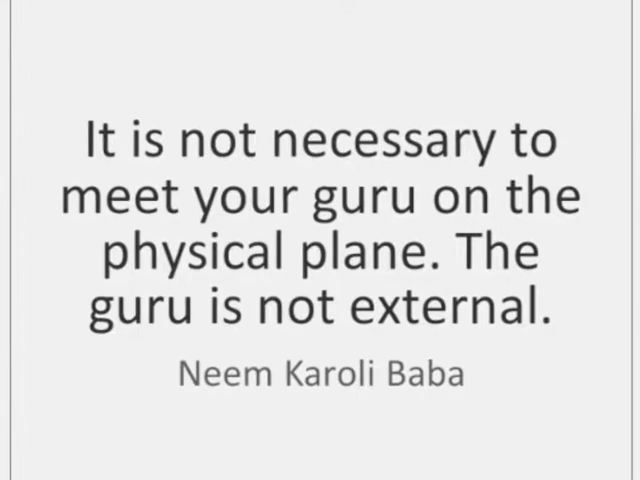 It is not necessary to
meet your guru on the
physical plane. The
guru is not external.
Neem Karoli Baba